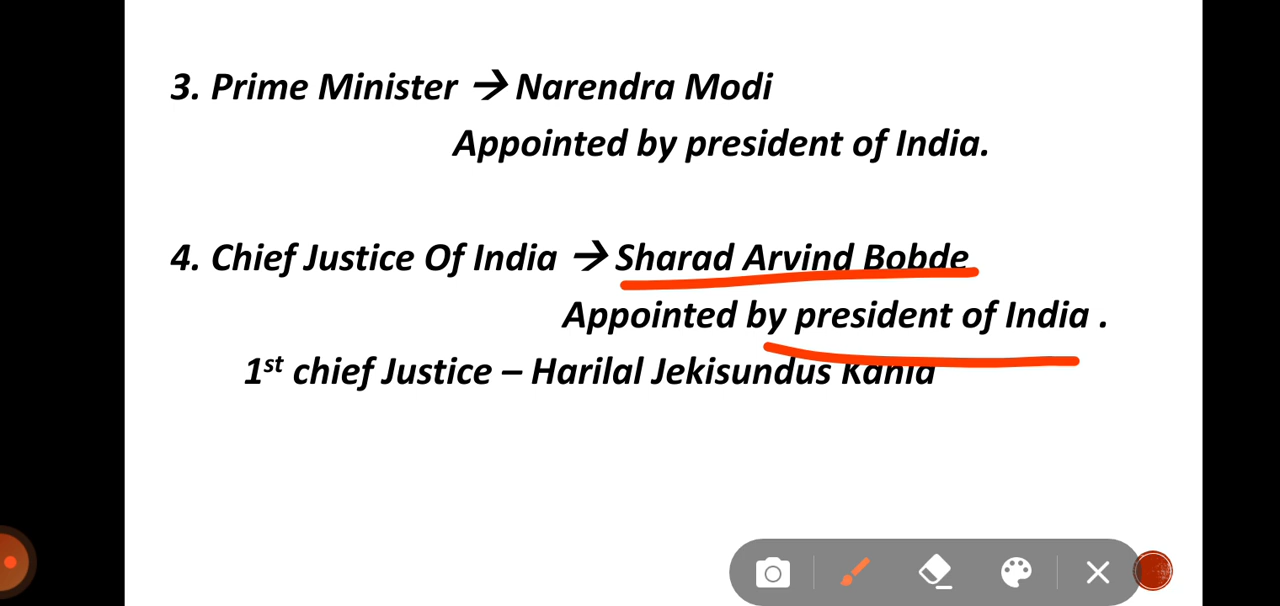 3. Prime Minister → Narendra Modi
Appointed by president of India.
4. Chief Justice Of India → Sharad Arvind Bobde
Appointed by president of India .
1st chief Justice – Harilal Jekisundus Kania